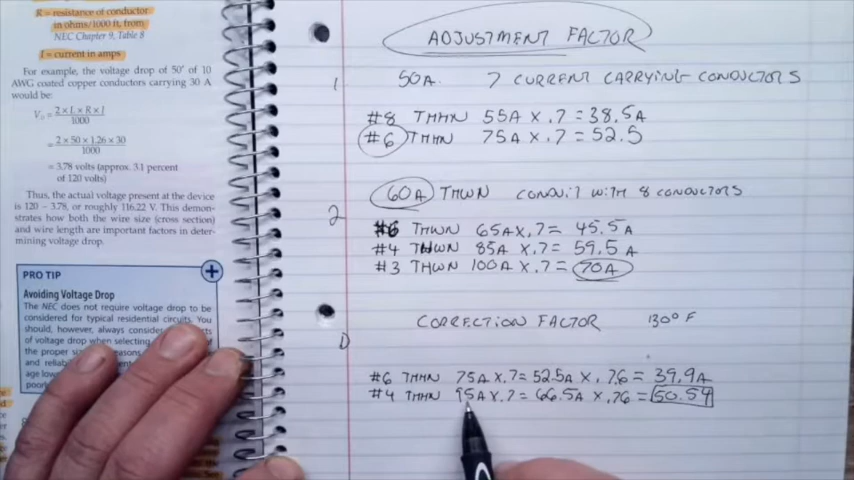 R = resistance of conductor
in ohms/1000 ft, from
NEC Chapter 9, Table 8
I = current in amps
For example, the voltage drop of 50' of 10
AWG coated copper conductors carrying 30 A
would be:
V = 2 × L × R × I
1000
= 2 × 50 × 1.26 × 30
1000
= 3.78 volts (approx. 3.1 percent
of 120 volts)
Thus, the actual voltage present at the device
is 120 – 3.78, or roughly 116.22 V. This demon-
strates how both the wire size (cross section)
and wire length are important factors in deter-
mining voltage drop.
PRO TIP
Avoiding Voltage Drop
The NEC does not require voltage drop to be
considered for typical residential circuits. You
should, however, always consider
the proper
and
ADJUSTMENT FACTOR
1 50A 7 CURRENT CARRYING CONDUCTORS
#8 THHN 55A X .7 = 38.5A
#6 THHN 75A X .7 = 52.5
60A THWN CONDUIT WITH 8 CONDUCTORS
2
#6 THWN 65A X .7 = 45.5A
#4 THWN 85A X .7 = 59.5A
#3 THWN 100A X .7 = 70A
CORRECTION FACTOR 130° F
#6 THHN 75A X .7 = 52.5A X .76 = 39.9A
#4 THHN 95A X .7 = 66.5A X .76 = 50.54